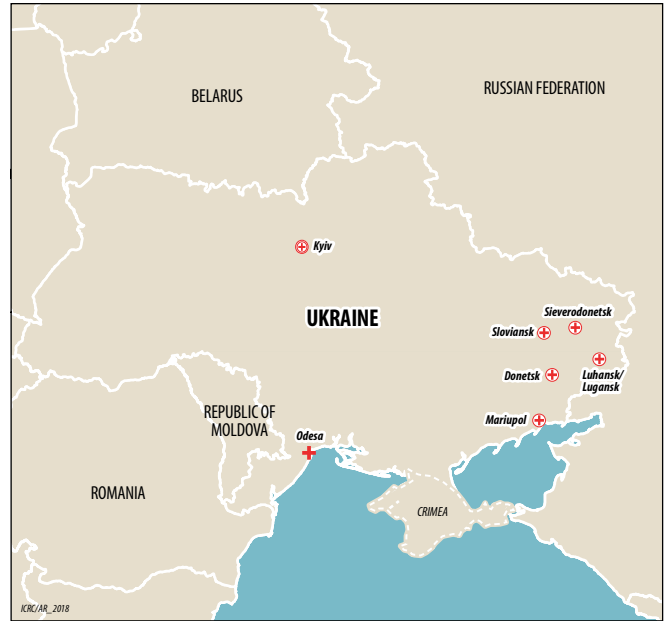 BELARUS
RUSSIAN FEDERATION
Kyiv
UKRAINE
Sieverodonetsk
Sloviansk
Luhansk/
Lugansk
Donetsk
Mariupol
REPUBLIC OF
MOLDOVA
Odesa
ROMANIA
CRIMEA
ICRC/AR_2018